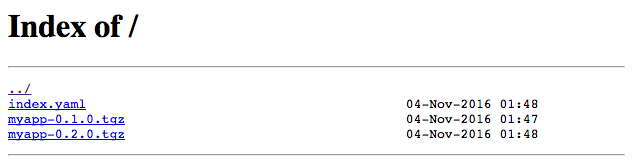 Index of /
../
index.yaml 04-Nov-2016 01:48
myapp-0.1.0.tgz 04-Nov-2016 01:47
myapp-0.2.0.tgz 04-Nov-2016 01:48